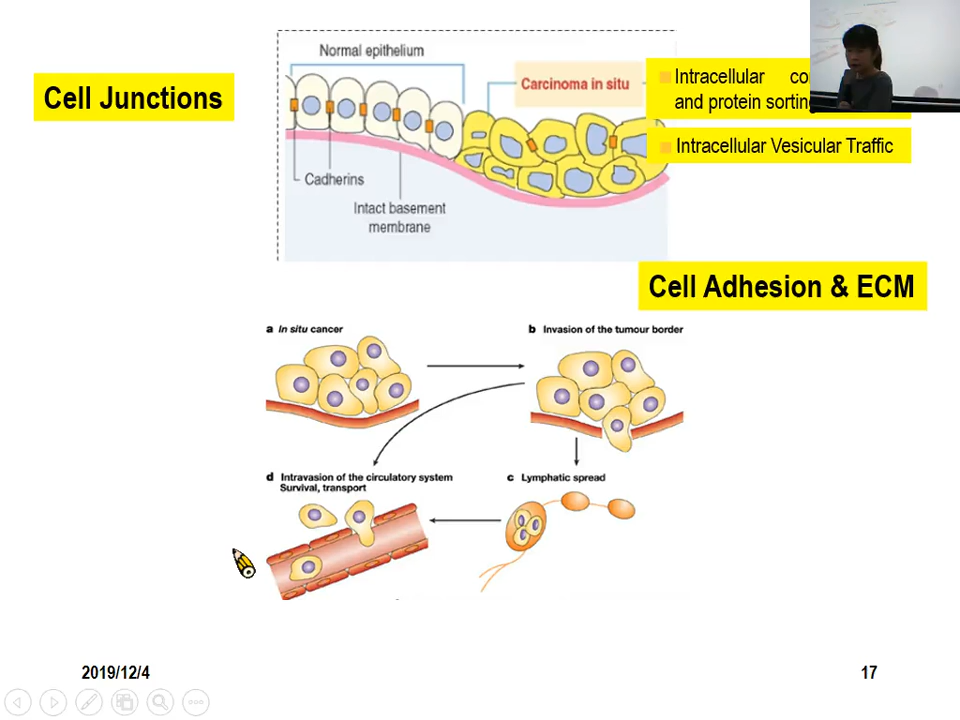 Cell Junctions
Normal epithelium
Carcinoma in situ
Cadherins
Intact basement
membrane
Intracellular
and protein sorting
Intracellular Vesicular Traffic
Cell Adhesion & ECM
a In situ cancer
b Invasion of the tumour border
d Intravasion of the circulatory system
Survival, transport
c Lymphatic spread
2019/12/4
17